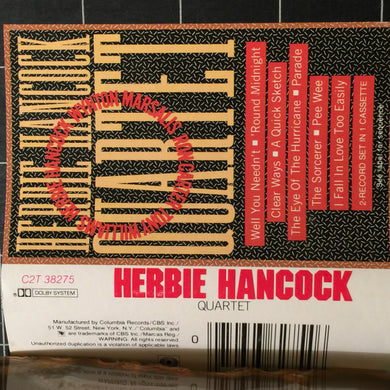 HERBIE HANCOCK
QUARTET
HERBIE HANCOCK WYNTON MARSALIS RON CARTER TONY WILLIAMS
Well You Needn't ■ 'Round Midnight
Clear Ways ■ A Quick Sketch
The Eye Of The Hurricane ■ Parade
The Sorcerer ■ Pee Wee
I Fall In Love Too Easily
2-RECORD SET IN 1 CASSETTE
C2T 38275
HERBIE HANCOCK
QUARTET
DOLBY SYSTEM
Manufactured by Columbia Records/CBS Inc./
51 W. 52 Street, New York, N.Y./"Columbia" and
are trademarks of CBS Inc./Marcas Reg./
WARNING: All rights reserved.
Unauthorized duplication is a violation of applicable laws.
0